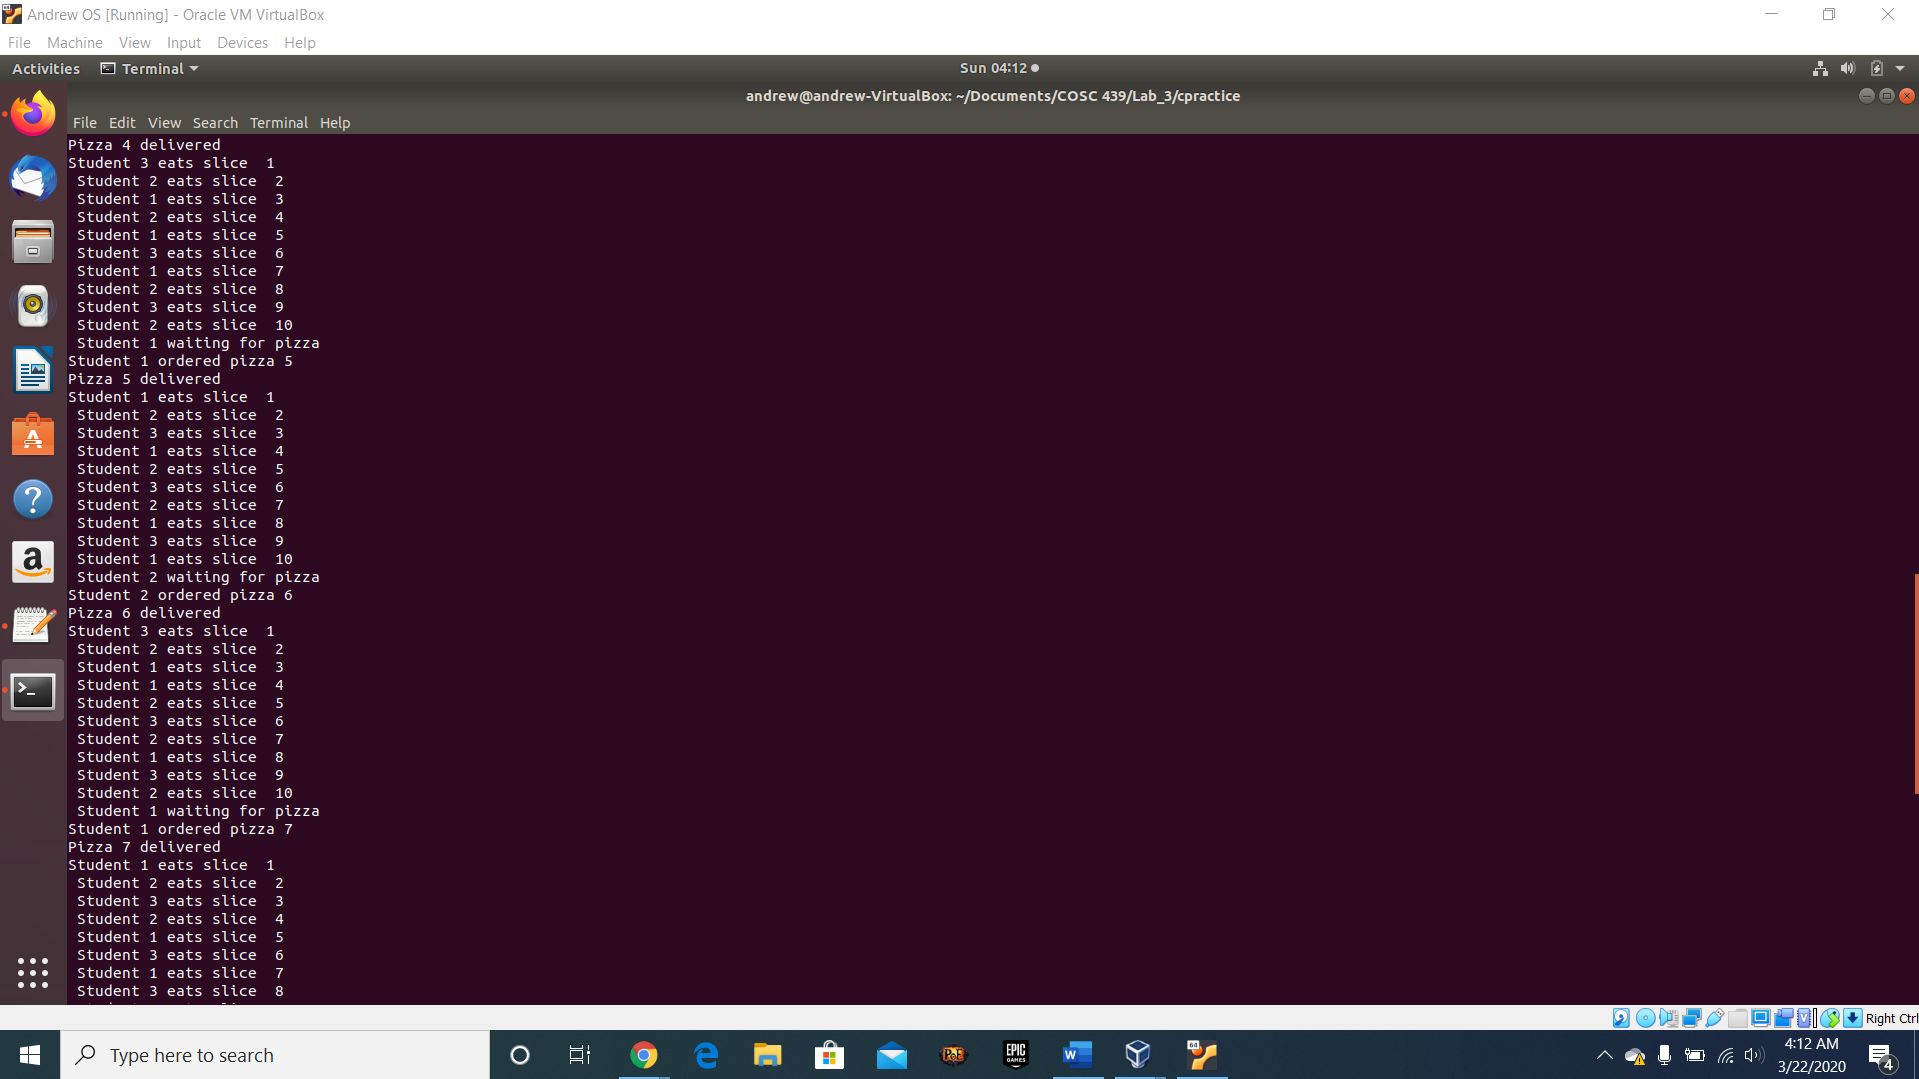 Andrew OS [Running] - Oracle VM VirtualBox
File Machine View Input Devices Help
Activities Terminal Sun 04:12
andrew@andrew-VirtualBox: ~/Documents/COSC 439/Lab_3/cpractice
File Edit View Search Terminal Help
Pizza 4 delivered
Student 3 eats slice  1
 Student 2 eats slice  2
 Student 1 eats slice  3
 Student 2 eats slice  4
 Student 1 eats slice  5
 Student 3 eats slice  6
 Student 1 eats slice  7
 Student 2 eats slice  8
 Student 3 eats slice  9
 Student 2 eats slice  10
 Student 1 waiting for pizza
Student 1 ordered pizza 5
Pizza 5 delivered
Student 1 eats slice  1
 Student 2 eats slice  2
 Student 3 eats slice  3
 Student 1 eats slice  4
 Student 2 eats slice  5
 Student 3 eats slice  6
 Student 2 eats slice  7
 Student 1 eats slice  8
 Student 3 eats slice  9
 Student 1 eats slice  10
 Student 2 waiting for pizza
Student 2 ordered pizza 6
Pizza 6 delivered
Student 3 eats slice  1
 Student 2 eats slice  2
 Student 1 eats slice  3
 Student 1 eats slice  4
 Student 2 eats slice  5
 Student 3 eats slice  6
 Student 2 eats slice  7
 Student 1 eats slice  8
 Student 3 eats slice  9
 Student 2 eats slice  10
 Student 1 waiting for pizza
Student 1 ordered pizza 7
Pizza 7 delivered
Student 1 eats slice  1
 Student 2 eats slice  2
 Student 3 eats slice  3
 Student 2 eats slice  4
 Student 1 eats slice  5
 Student 3 eats slice  6
 Student 1 eats slice  7
 Student 3 eats slice  8
Right Ctrl
Type here to search
EPIC GAMES
64
4:12 AM
3/22/2020
4